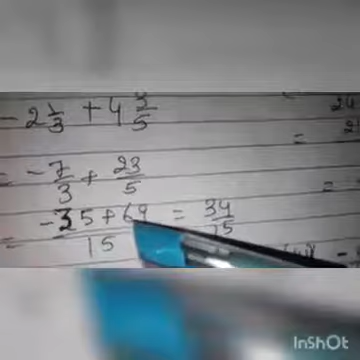 - 2 1/3 + 4 3/5
= - 7/3 + 23/5 =
= -35+69/15 = 34/15
InShOt